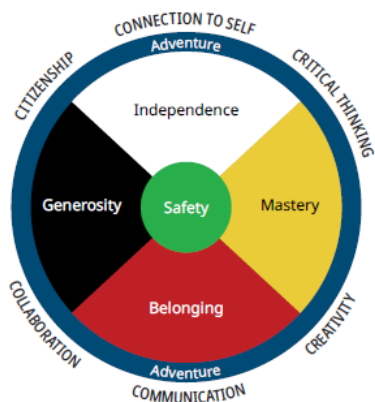 CONNECTION TO SELF
Adventure
CITIZENSHIP
CRITICAL THINKING
Independence
Generosity
Safety
Mastery
Belonging
COLLABORATION
CREATIVITY
Adventure
COMMUNICATION